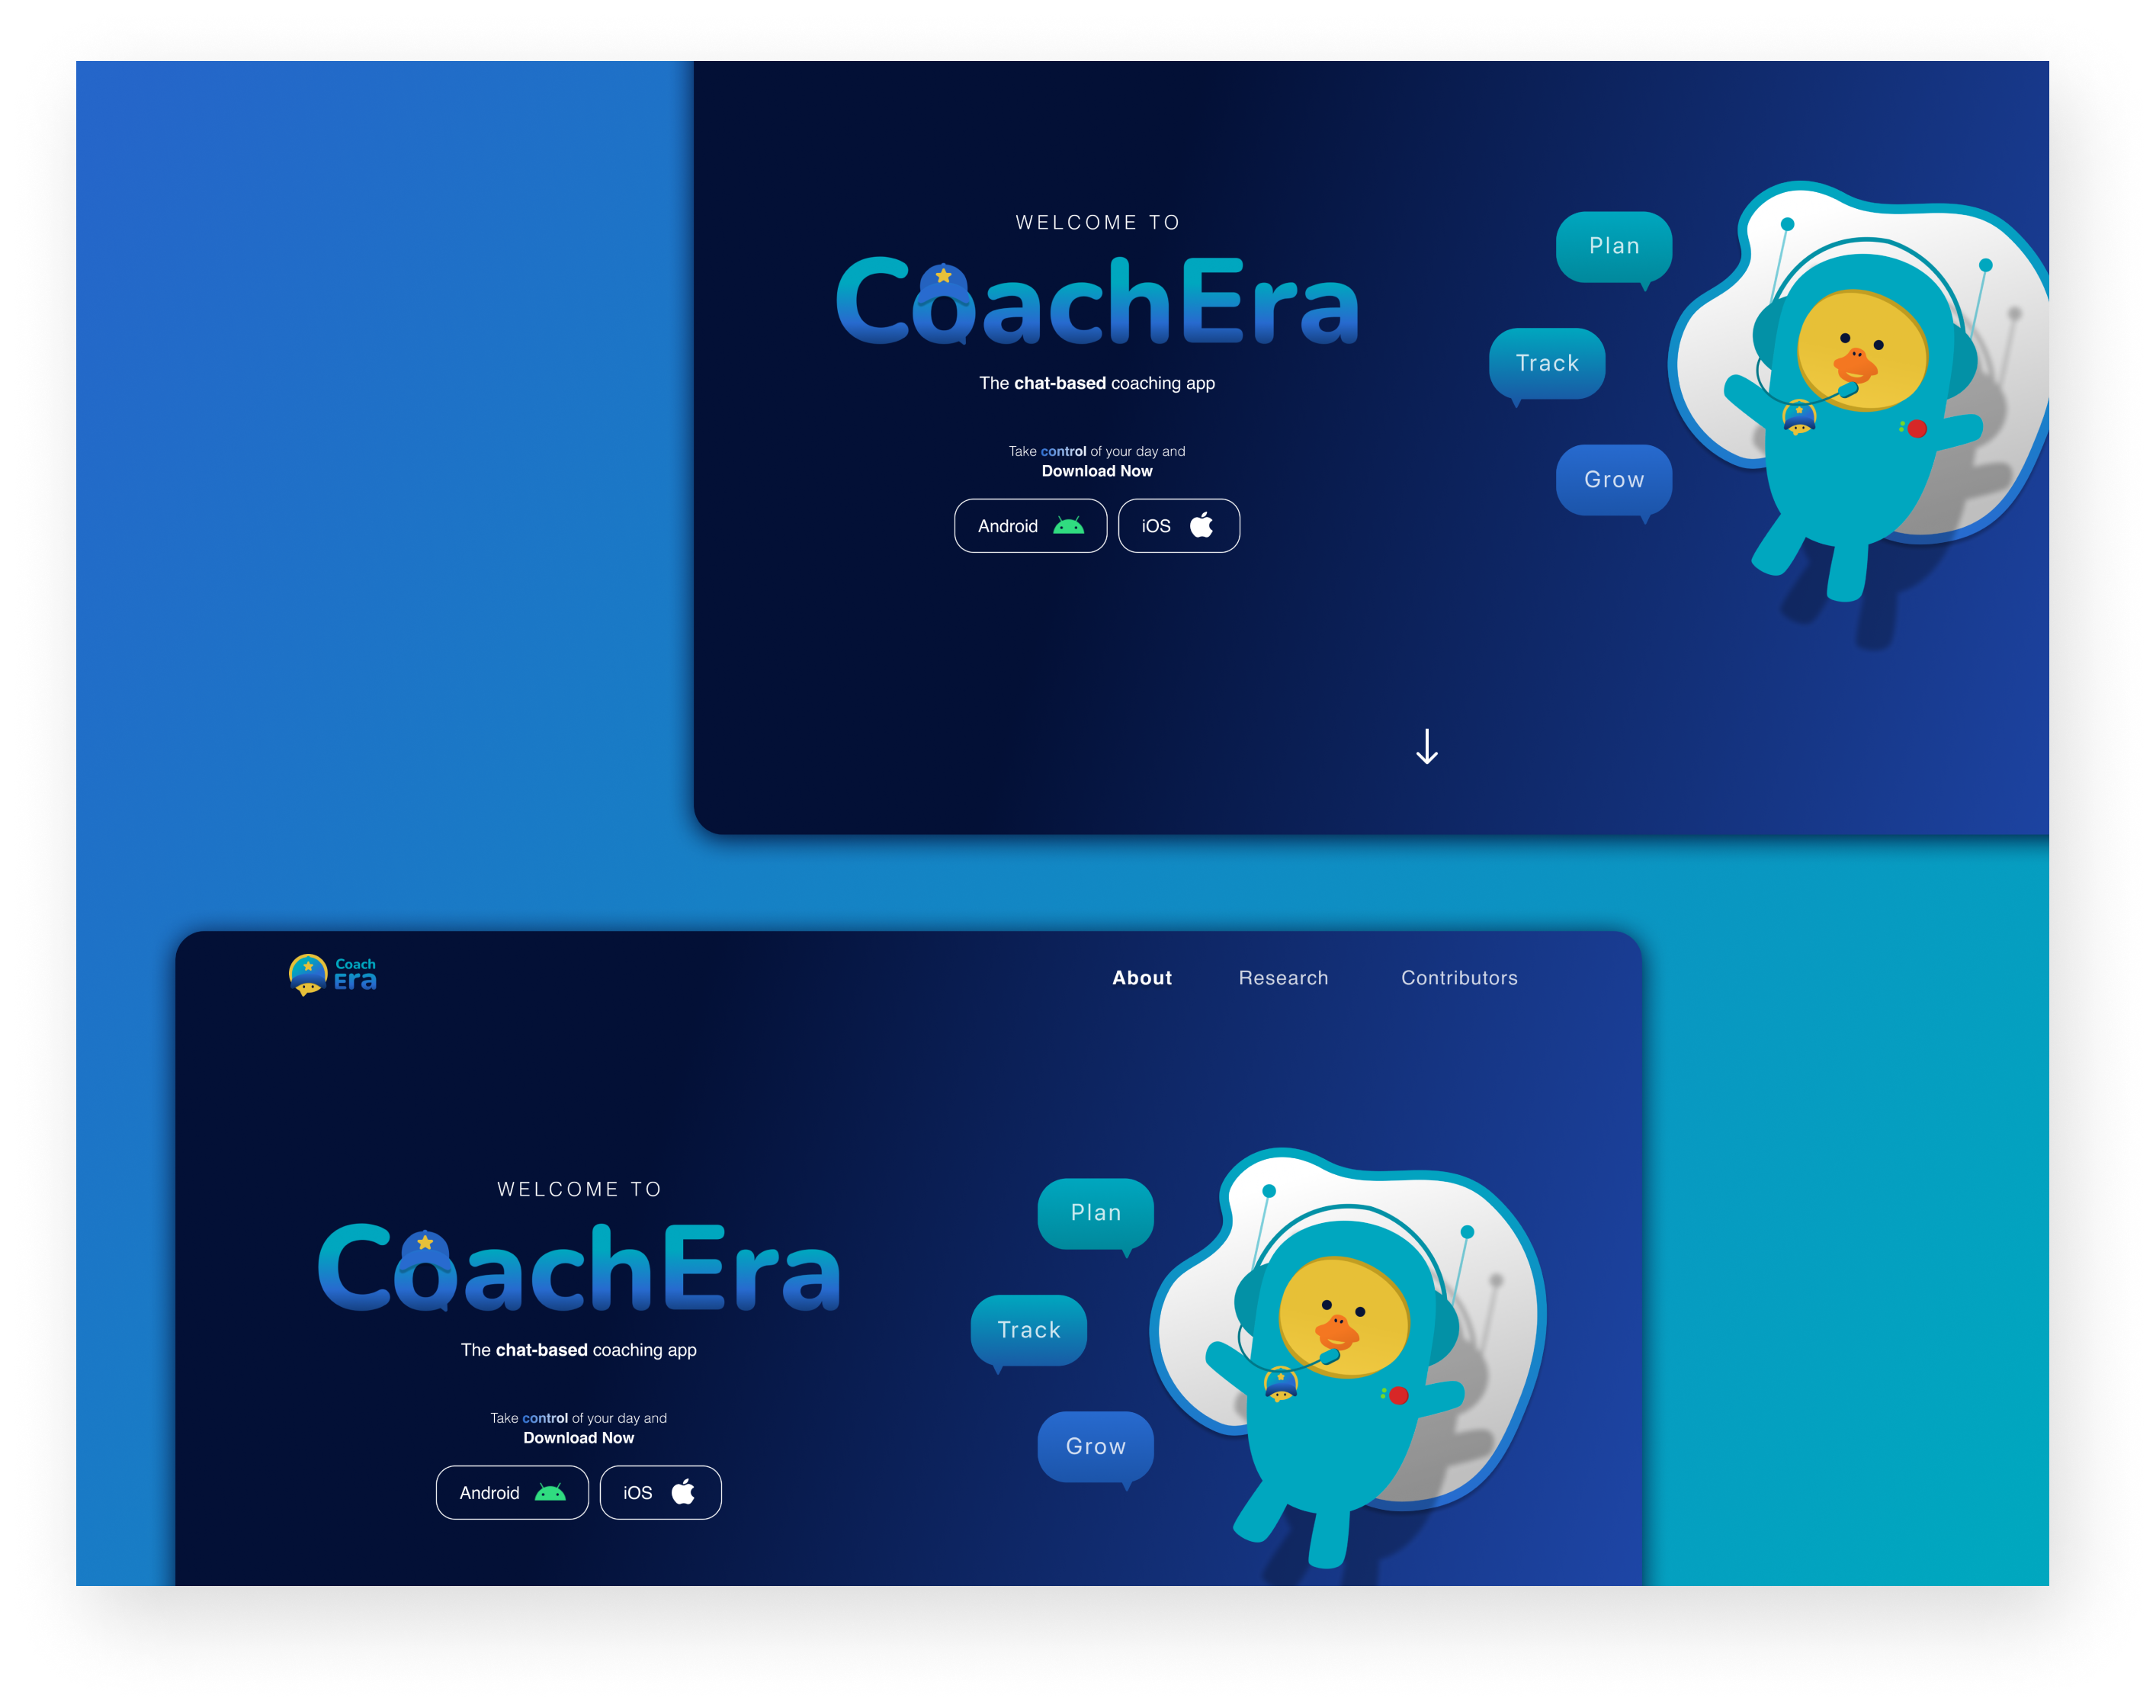 WELCOME TO
CoachEra
The chat-based coaching app
Take control of your day and
Download Now
Android
iOS
Plan
Track
Grow
Coach
Era
About
Research
Contributors
WELCOME TO
CoachEra
The chat-based coaching app
Take control of your day and
Download Now
Android
iOS
Plan
Track
Grow